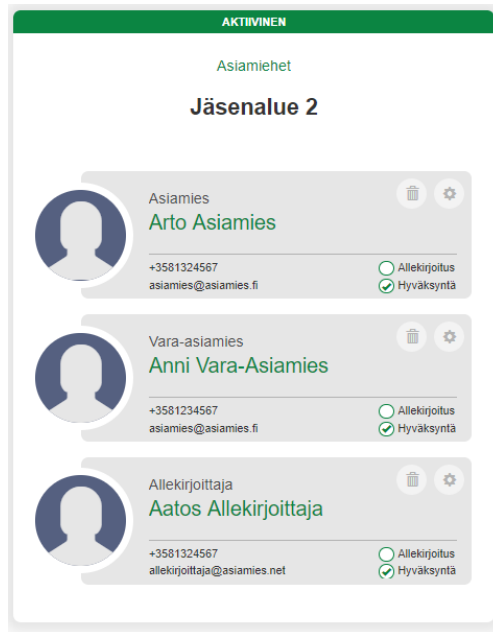 AKTIIVINEN
Asiamiehet
Jäsenalue 2
Asiamies
Arto Asiamies
+3581324567
asiamies@asiamies.fi
Allekirjoitus
Hyväksyntä
Vara-asiamies
Anni Vara-Asiamies
+3581234567
asiamies@asiamies.fi
Allekirjoitus
Hyväksyntä
Allekirjoittaja
Aatos Allekirjoittaja
+3581324567
allekirjoittaja@asiamies.net
Allekirjoitus
Hyväksyntä